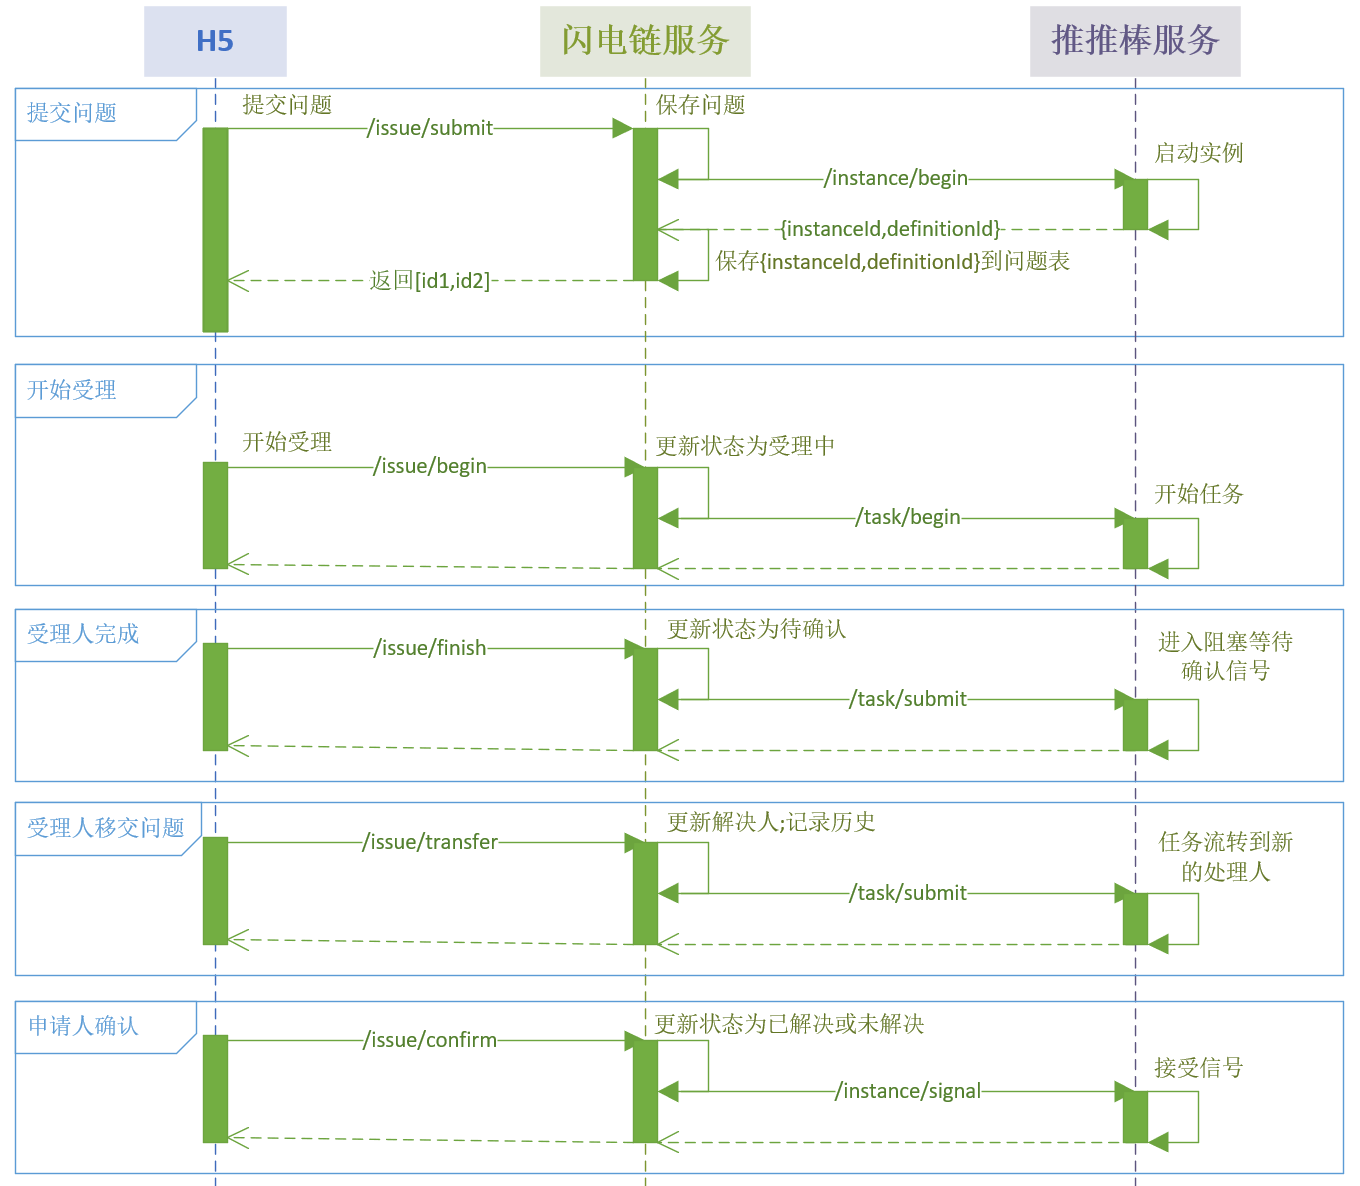 H5
闪电链服务
推推棒服务
提交问题
提交问题
保存问题
/issue/submit
启动实例
/instance/begin
{instanceId,definitionId}
保存{instanceId,definitionId}到问题表
返回[id1,id2]
开始受理
开始受理
更新状态为受理中
/issue/begin
开始任务
/task/begin
受理人完成
更新状态为待确认
/issue/finish
进入阻塞等待
确认信号
/task/submit
受理人移交问题
更新解决人;记录历史
/issue/transfer
任务流转到新
的处理人
/task/submit
申请人确认
更新状态为已解决或未解决
/issue/confirm
接受信号
/instance/signal